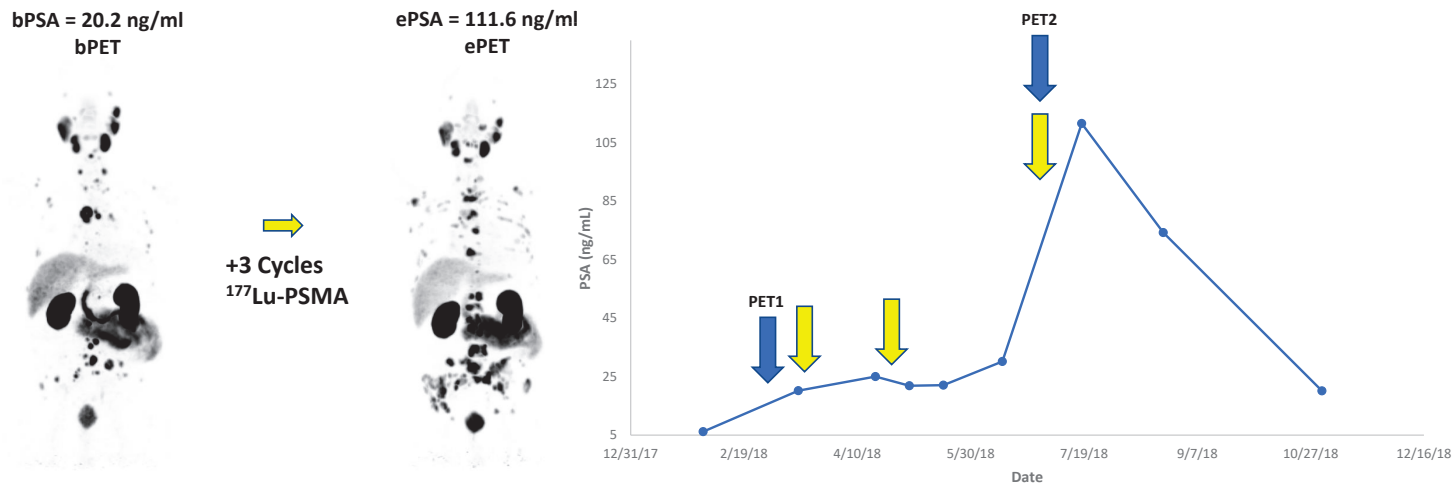 bPSA = 20.2 ng/ml
bPET
ePSA = 111.6 ng/ml
ePET
+3 Cycles
¹⁷⁷Lu-PSMA
PET2
PET1
PSA (ng/mL)
125
105
85
65
45
25
5
12/31/17
2/19/18
4/10/18
5/30/18
7/19/18
9/7/18
10/27/18
12/16/18
Date